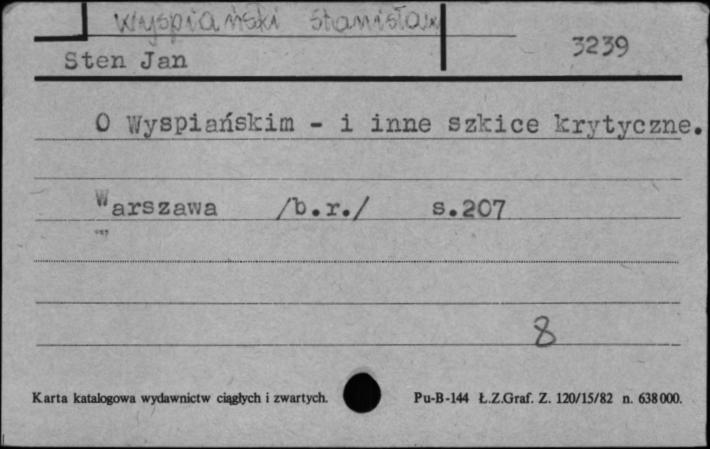 Wyspiański Stanisław
3239
Sten Jan
O Wyspiańskim - i inne szkice krytyczne.
Warszawa /b.r./ s.207
8
Karta katalogowa wydawnictw ciągłych i zwartych. Pu-B-144 Ł.Z.Graf. Z. 120/15/82 n. 638000.